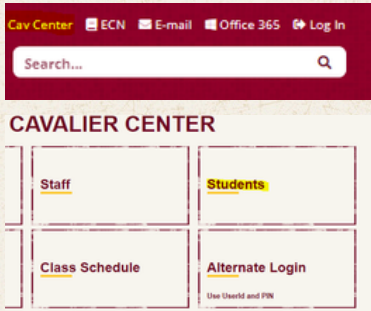 Cav Center ECN E-mail Office 365 Log In
Search...
CAVALIER CENTER
Staff Students
Class Schedule Alternate Login
Use UserId and PIN